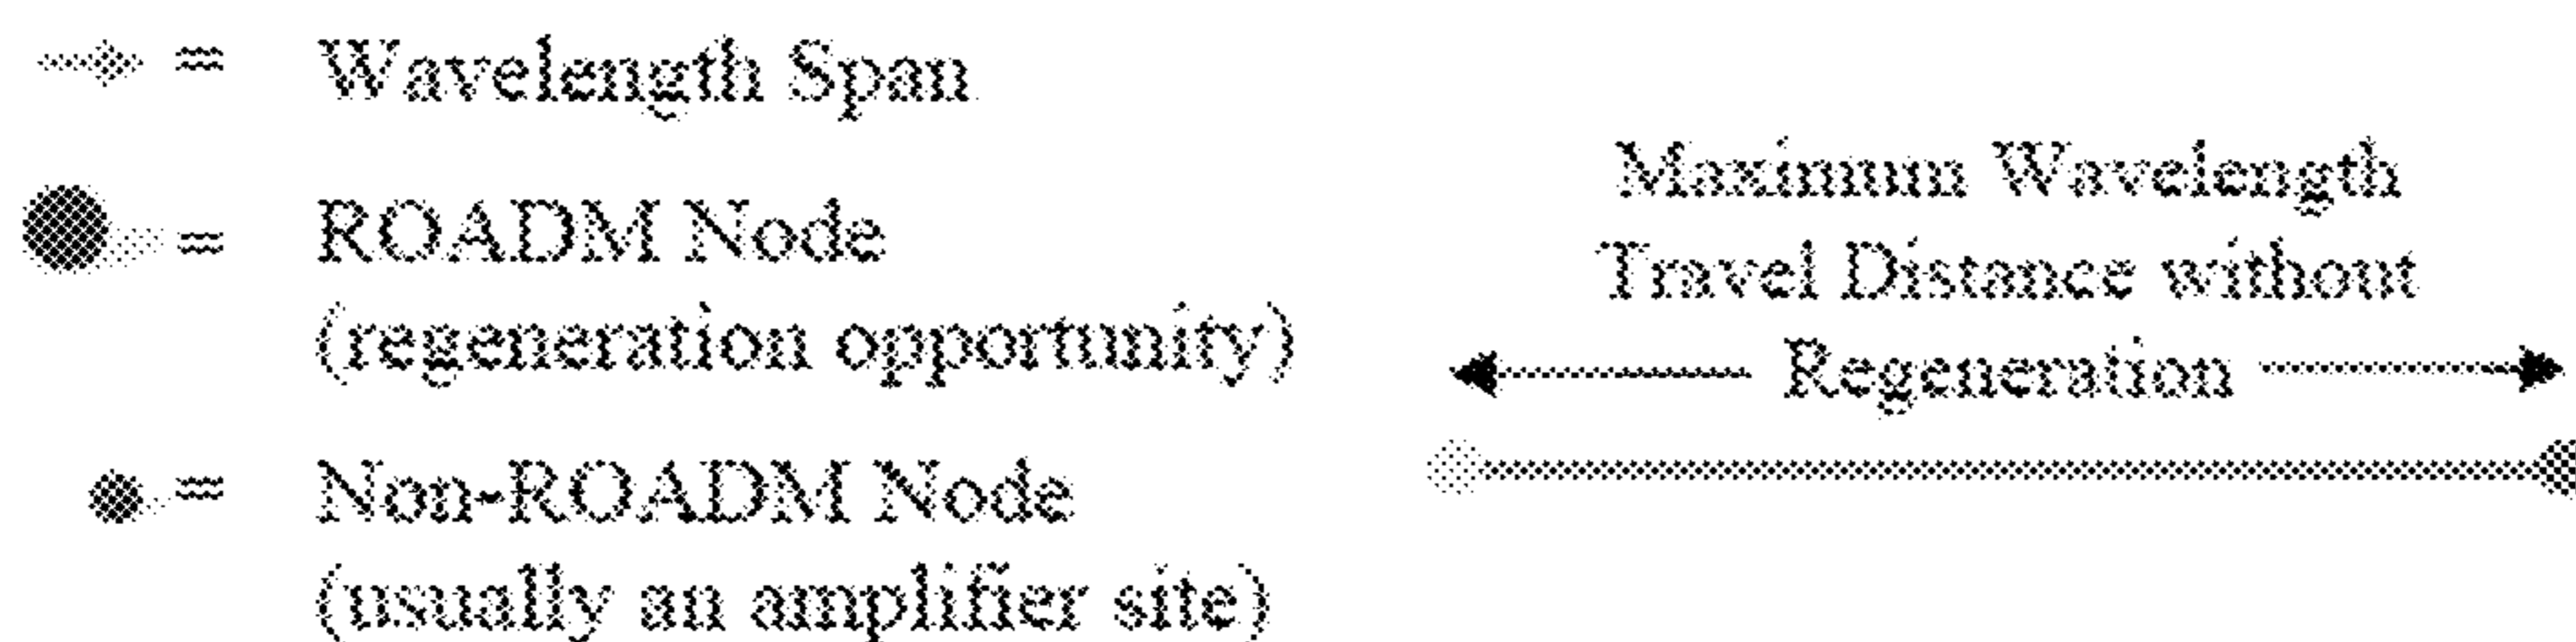 = Wavelength Span
= ROADM Node
(regeneration opportunity)
= Non-ROADM Node
(usually an amplifier site)
Maximum Wavelength
Travel Distance without
Regeneration